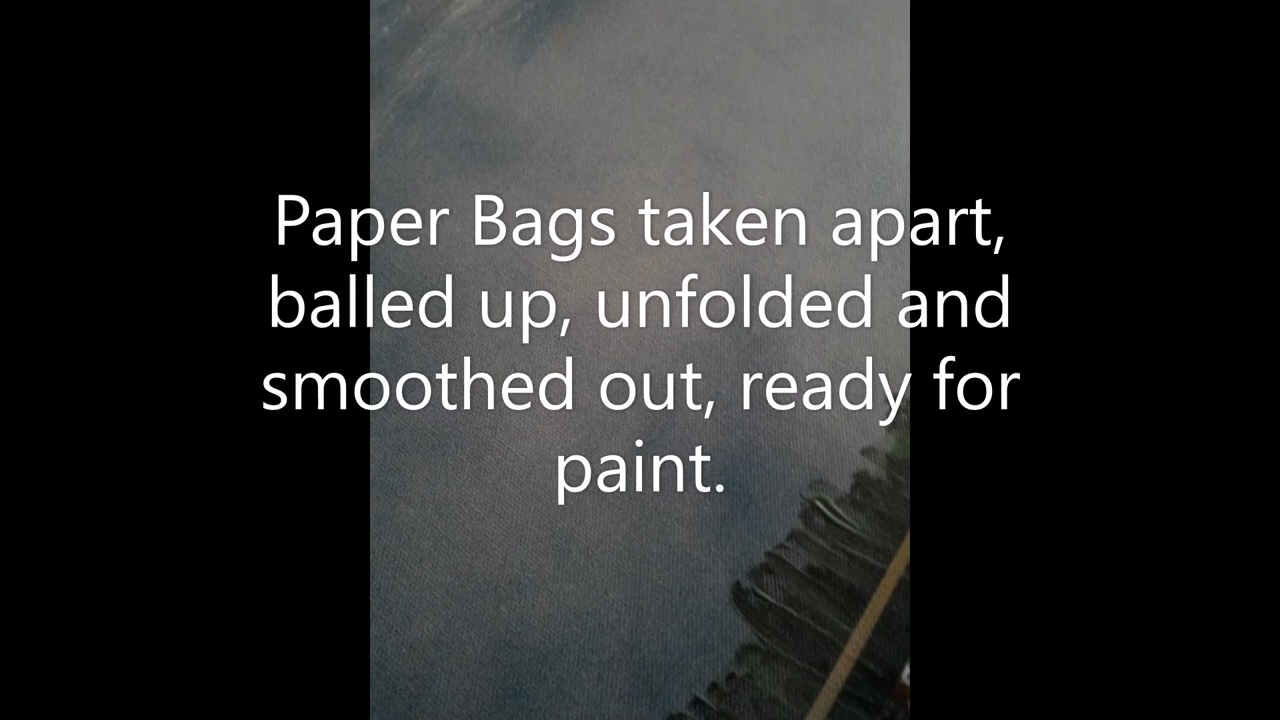 Paper Bags taken apart,
balled up, unfolded and
smoothed out, ready for
paint.